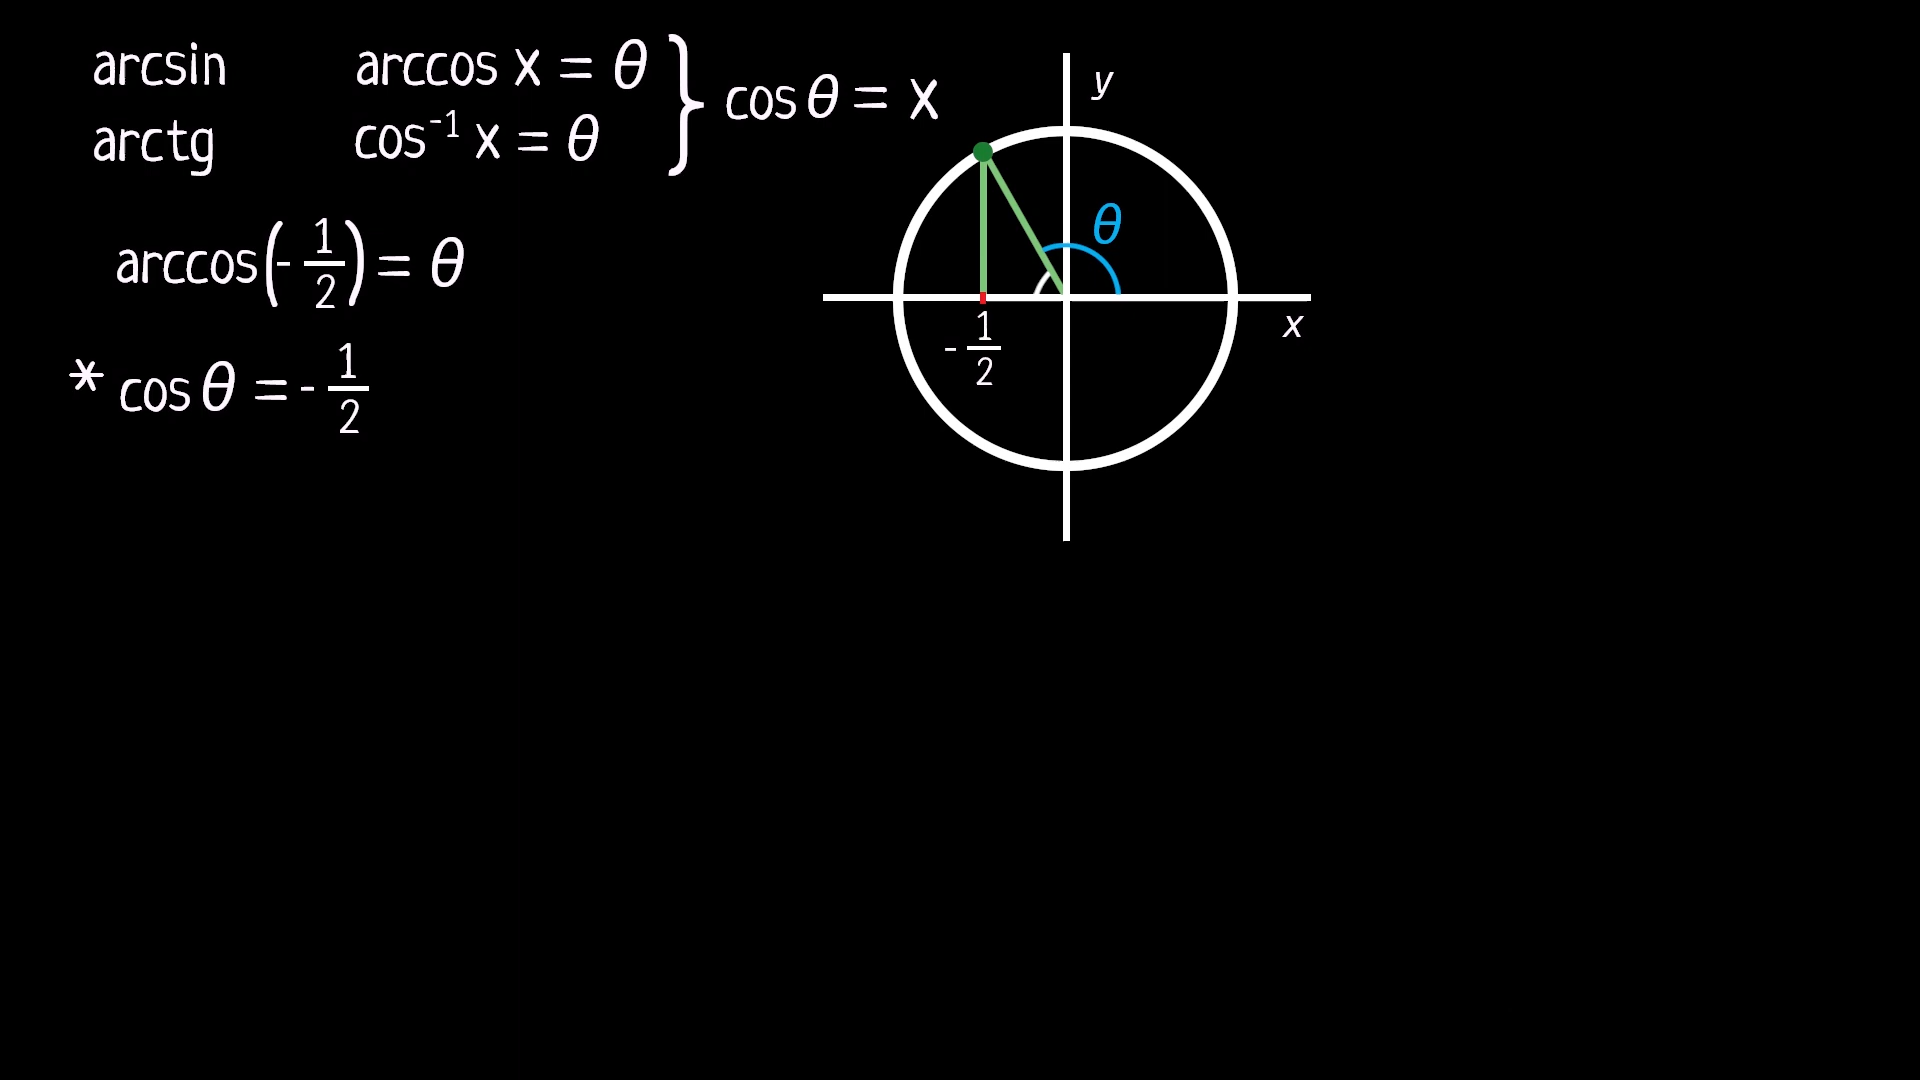 arcsin
arctg
arccos x = θ
cos⁻¹ x = θ
} cos θ = x
arccos(-1/2) = θ
* cos θ = -1/2
y
θ
x
-1/2